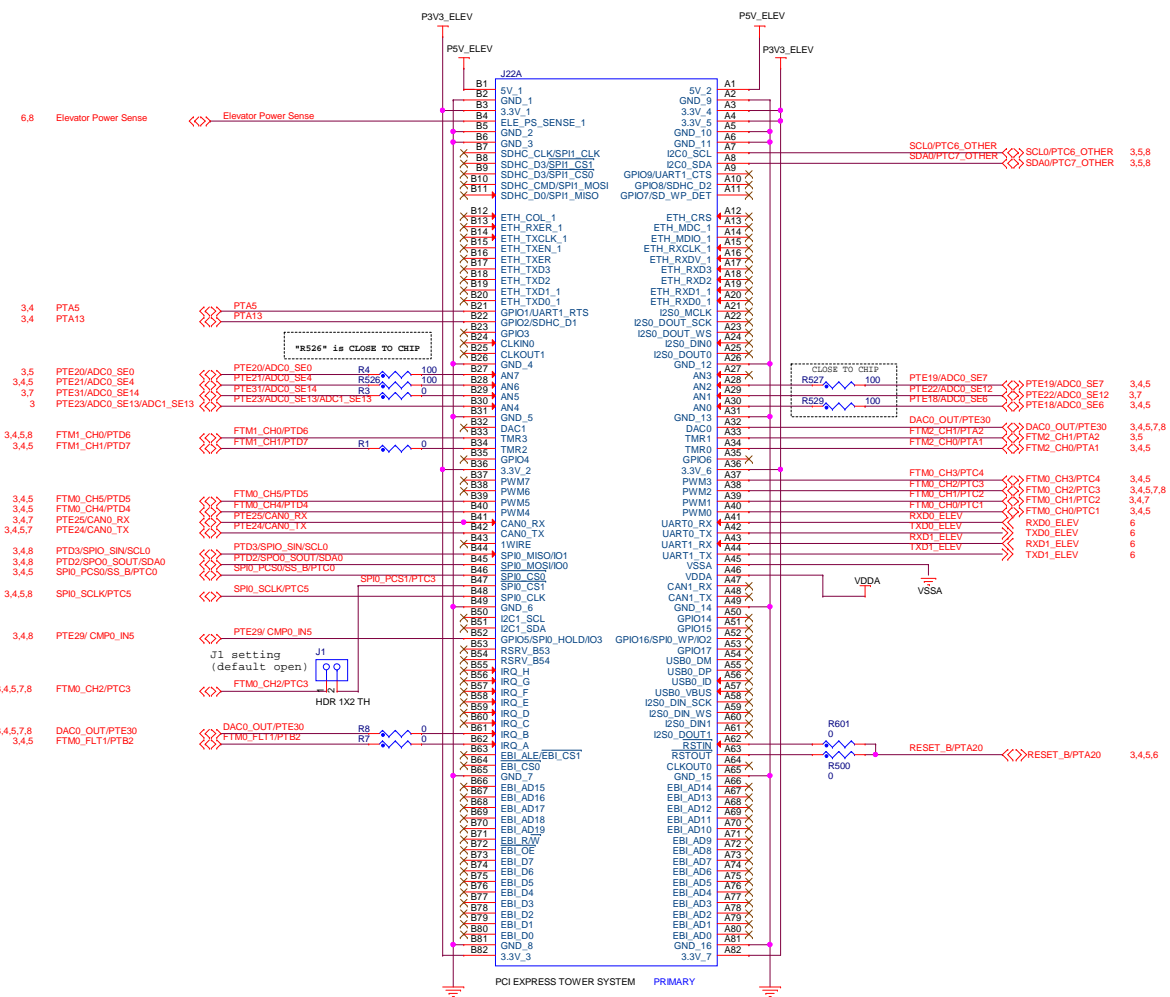 P3V3_ELEV
P5V_ELEV
P5V_ELEV
P3V3_ELEV
J22A
B1 5V_1 5V_2 A1
B2 GND_1 GND_9 A2
B3 3.3V_1 3.3V_4 A3
6,8 Elevator Power Sense Elevator Power Sense B4 ELE_PS_SENSE_1 3.3V_5 A4
B5 GND_2 GND_10 A5
B6 GND_3 GND_11 A6
B7 SDHC_CLK/SPI1_CLK I2C0_SCL A7 SCL0/PTC6_OTHER SCL0/PTC6_OTHER 3,5,8
B8 SDHC_D3/SPI1_CS1 I2C0_SDA A8 SDA0/PTC7_OTHER SDA0/PTC7_OTHER 3,5,8
B9 SDHC_D3/SPI1_CS0 GPIO9/UART1_CTS A9
B10 SDHC_CMD/SPI1_MOSI GPIO8/SDHC_D2 A10
B11 SDHC_D0/SPI1_MISO GPIO7/SD_WP_DET A11
B12 ETH_COL_1 ETH_CRS A12
B13 ETH_RXER_1 ETH_MDC_1 A13
B14 ETH_TXCLK_1 ETH_MDIO_1 A14
B15 ETH_TXEN_1 ETH_RXCLK_1 A15
B16 ETH_TXER ETH_RXDV_1 A16
B17 ETH_TXD3 ETH_RXD3 A17
B18 ETH_TXD2 ETH_RXD2 A18
B19 ETH_TXD1_1 ETH_RXD1_1 A19
B20 ETH_TXD0_1 ETH_RXD0_1 A20
3,4 PTA5 PTA5 B21 GPIO1/UART1_RTS I2S0_MCLK A21
3,4 PTA13 PTA13 B22 GPIO2/SDHC_D1 I2S0_DOUT_SCK A22
B23 GPIO3 I2S0_DOUT_WS A23
B24 CLKIN0 I2S0_DIN0 A24
"R526" is CLOSE TO CHIP
B25 CLKOUT1 I2S0_DOUT0 A25
B26 GND_4 GND_12 A26
CLOSE TO CHIP
3,5 PTE20/ADC0_SE0 PTE20/ADC0_SE0 R4 100 B27 AN7 AN3 A27
3,4,5 PTE21/ADC0_SE4 PTE21/ADC0_SE4 R526 100 B28 AN6 AN2 A28 R527 100 PTE19/ADC0_SE7 PTE19/ADC0_SE7 3,4,5
3,7 PTE31/ADC0_SE14 PTE31/ADC0_SE14 R3 0 B29 AN5 AN1 A29 PTE22/ADC0_SE12 PTE22/ADC0_SE12 3,7
3 PTE23/ADC0_SE13/ADC1_SE13 PTE23/ADC0_SE13/ADC1_SE13 B30 AN4 AN0 A30 R529 100 PTE18/ADC0_SE6 PTE18/ADC0_SE6 3,4,5
B31 GND_5 GND_13 A31
B32 DAC1 DAC0 A32 DAC0_OUT/PTE30 DAC0_OUT/PTE30 3,4,5,7,8
3,4,5,8 FTM1_CH0/PTD6 FTM1_CH0/PTD6 B33 TMR3 TMR1 A33 FTM2_CH1/PTA2 FTM2_CH1/PTA2 3,5
3,4,5 FTM1_CH1/PTD7 FTM1_CH1/PTD7 R1 0 B34 TMR2 TMR0 A34 FTM2_CH0/PTA1 FTM2_CH0/PTA1 3,4,5
B35 GPIO4 GPIO6 A35
B36 3.3V_2 3.3V_6 A36
B37 PWM7 PWM3 A37 FTM0_CH3/PTC4 FTM0_CH3/PTC4 3,4,5
B38 PWM6 PWM2 A38 FTM0_CH2/PTC3 FTM0_CH2/PTC3 3,4,5,7,8
3,4,5 FTM0_CH5/PTD5 FTM0_CH5/PTD5 B39 PWM5 PWM1 A39 FTM0_CH1/PTC2 FTM0_CH1/PTC2 3,4,7
3,4,5 FTM0_CH4/PTD4 FTM0_CH4/PTD4 B40 PWM4 PWM0 A40 FTM0_CH0/PTC1 FTM0_CH0/PTC1 3,4,5
3,4,7 PTE25/CAN0_RX PTE25/CAN0_RX B41 CAN0_RX UART0_RX A41 RXD0_ELEV RXD0_ELEV 6
3,4,5,7 PTE24/CAN0_TX PTE24/CAN0_TX B42 CAN0_TX UART0_TX A42 TXD0_ELEV TXD0_ELEV 6
B43 1WIRE UART1_RX A43 RXD1_ELEV RXD1_ELEV 6
3,4,8 PTD3/SPIO_SIN/SCL0 PTD3/SPIO_SIN/SCL0 B44 SPI0_MISO/IO1 UART1_TX A44 TXD1_ELEV TXD1_ELEV 6
3,4,8 PTD2/SPO0_SOUT/SDA0 PTD2/SPO0_SOUT/SDA0 B45 SPI0_MOSI/IO0 VSSA A45
3,4,5 SPI0_PCS0/SS_B/PTC0 SPI0_PCS0/SS_B/PTC0 B46 SPI0_CS0 VDDA A46
SPI0_PCS1/PTC3 B47 SPI0_CS1 CAN1_RX A47 VDDA
VSSA
3,4,5,8 SPI0_SCLK/PTC5 SPI0_SCLK/PTC5 B48 SPI0_CLK CAN1_TX A48
B49 GND_6 GND_14 A49
B50 I2C1_SCL GPIO14 A50
B51 I2C1_SDA GPIO15 A51
3,4,8 PTE29/ CMP0_IN5 PTE29/ CMP0_IN5 B52 GPIO5/SPI0_HOLD/IO3 GPIO16/SPI0_WP/IO2 A52
J1 setting
(default open)
J1
B53 RSRV_B53 GPIO17 A53
B54 RSRV_B54 USB0_DM A54
B55 IRQ_H USB0_DP A55
B56 IRQ_G USB0_ID A56
3,4,5,7,8 FTM0_CH2/PTC3 FTM0_CH2/PTC3 1 2 B57 IRQ_F USB0_VBUS A57
HDR 1X2 TH
B58 IRQ_E I2S0_DIN_SCK A58
B59 IRQ_D I2S0_DIN_WS A59
B60 IRQ_C I2S0_DIN1 A60
3,4,5,7,8 DAC0_OUT/PTE30 DAC0_OUT/PTE30 R8 0 B61 IRQ_B I2S0_DOUT1 A61
3,4,5 FTM0_FLT1/PTB2 FTM0_FLT1/PTB2 R7 0 B62 IRQ_A RSTIN A62 R601 0
B63 EBI_ALE/EBI_CS1 RSTOUT A63 R500 0 RESET_B/PTA20 RESET_B/PTA20 3,4,5,6
B64 EBI_CS0 CLKOUT0 A64
B65 GND_7 GND_15 A65
B66 EBI_AD15 EBI_AD14 A66
B67 EBI_AD16 EBI_AD13 A67
B68 EBI_AD17 EBI_AD12 A68
B69 EBI_AD18 EBI_AD11 A69
B70 EBI_AD19 EBI_AD10 A70
B71 EBI_R/W EBI_AD9 A71
B72 EBI_OE EBI_AD8 A72
B73 EBI_D7 EBI_AD7 A73
B74 EBI_D6 EBI_AD6 A74
B75 EBI_D5 EBI_AD5 A75
B76 EBI_D4 EBI_AD4 A76
B77 EBI_D3 EBI_AD3 A77
B78 EBI_D2 EBI_AD2 A78
B79 EBI_D1 EBI_AD1 A79
B80 EBI_D0 EBI_AD0 A80
B81 GND_8 GND_16 A81
B82 3.3V_3 3.3V_7 A82
PCI EXPRESS TOWER SYSTEM PRIMARY